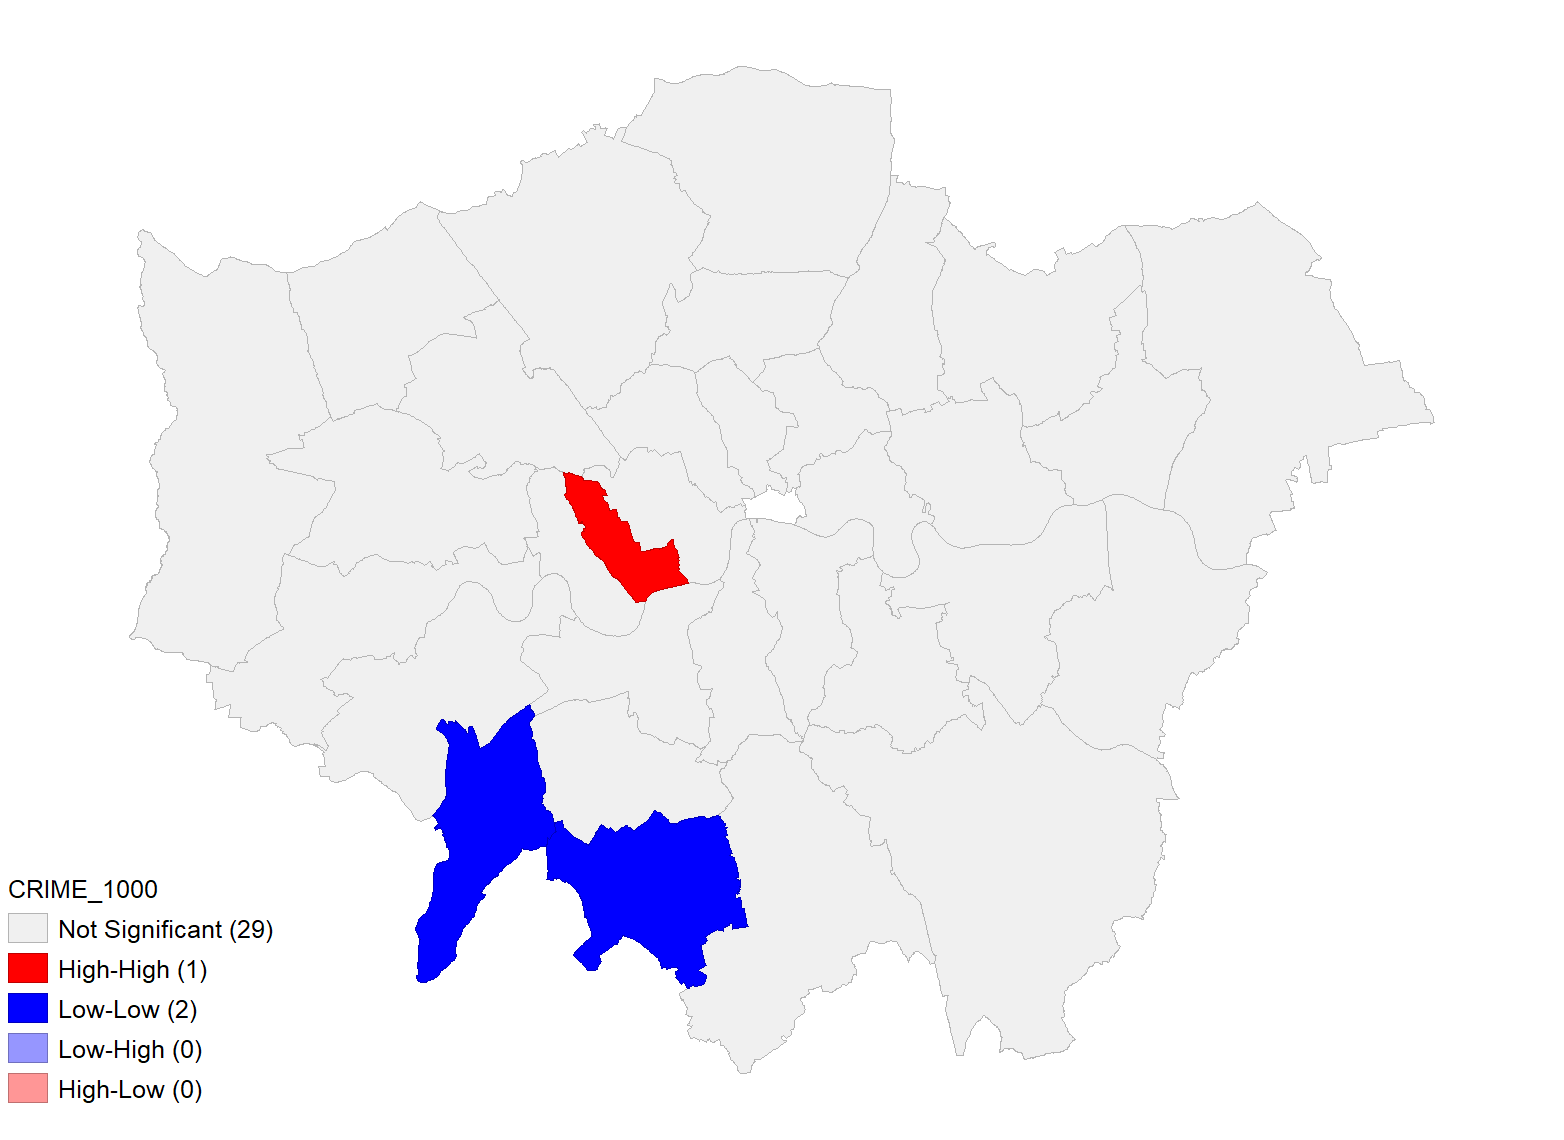 CRIME_1000
Not Significant (29)
High-High (1)
Low-Low (2)
Low-High (0)
High-Low (0)